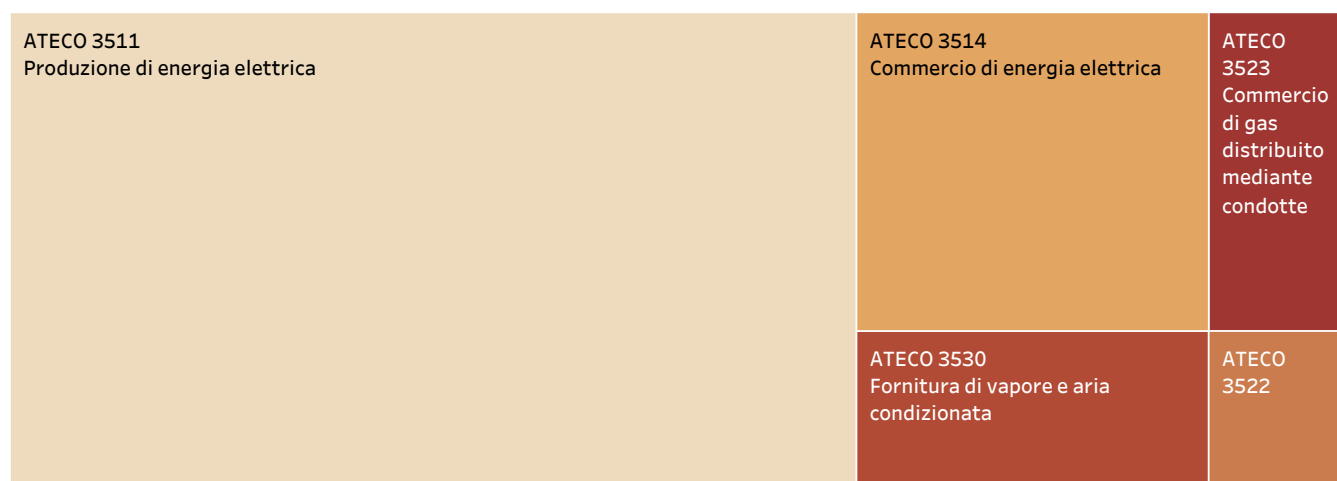 ATECO 3511
Produzione di energia elettrica
ATECO 3514
Commercio di energia elettrica
ATECO
3523
Commercio
di gas
distribuito
mediante
condotte
ATECO 3530
Fornitura di vapore e aria
condizionata
ATECO
3522